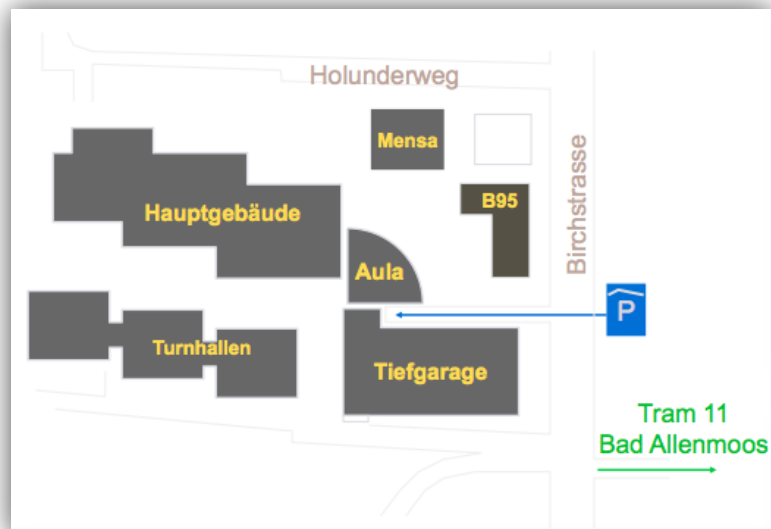 Holunderweg
Mensa
B95
Hauptgebäude
Birchstrasse
Aula
P
Turnhallen
Tiefgarage
Tram 11
Bad Allenmoos